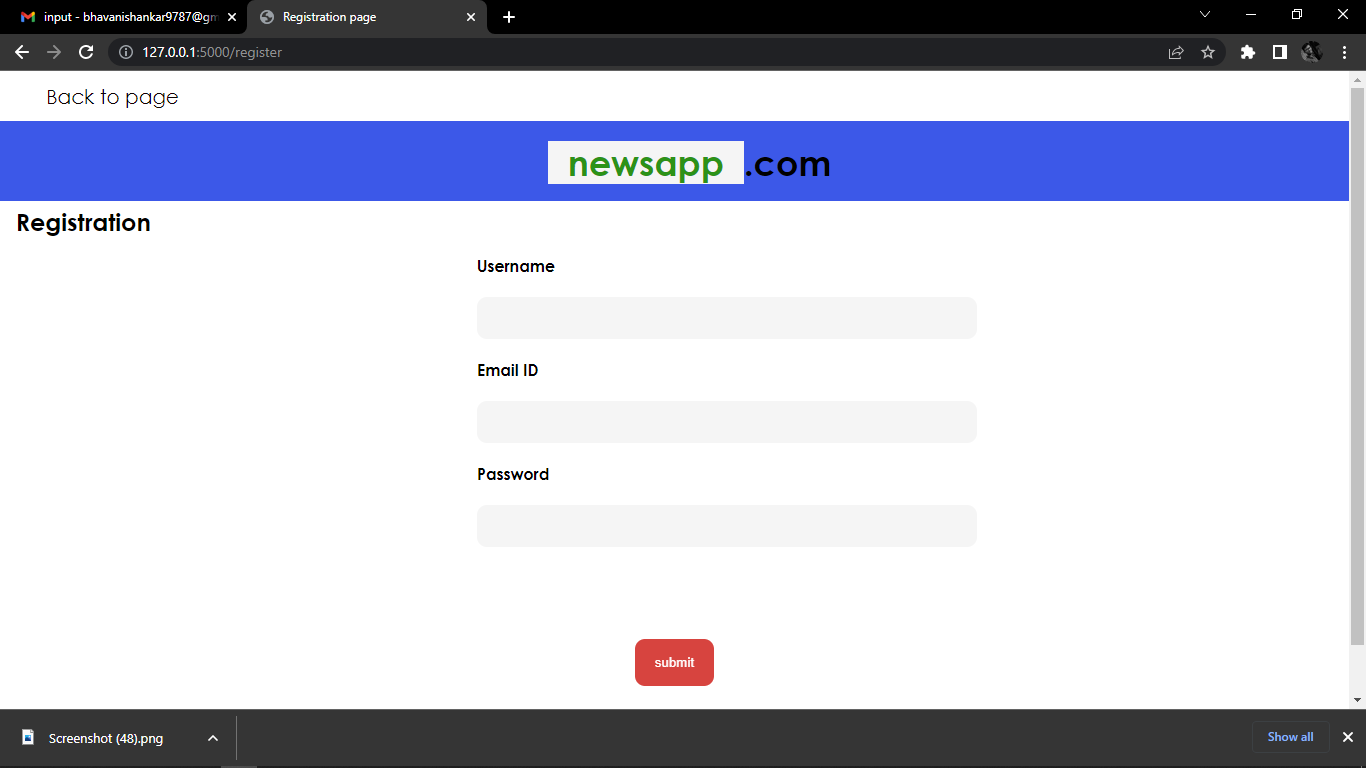 input - bhavanishankar9787@gm
Registration page
127.0.0.1:5000/register
Back to page
newsapp .com
Registration
Username
Email ID
Password
submit
Screenshot (48).png
Show all